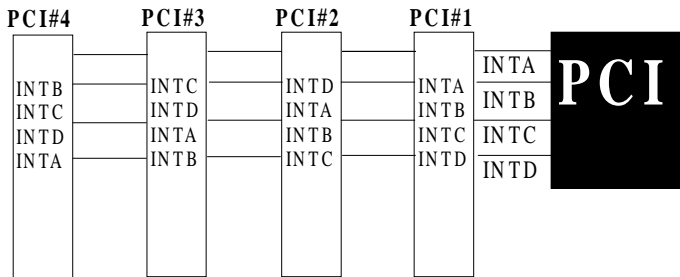 PCI#4
PCI#3
PCI#2
PCI#1
INTB
INTC
INTD
INTA
INTC
INTD
INTA
INTB
INTD
INTA
INTB
INTC
INTA
INTB
INTC
INTD
INTA
INTB
INTC
INTD
PCI